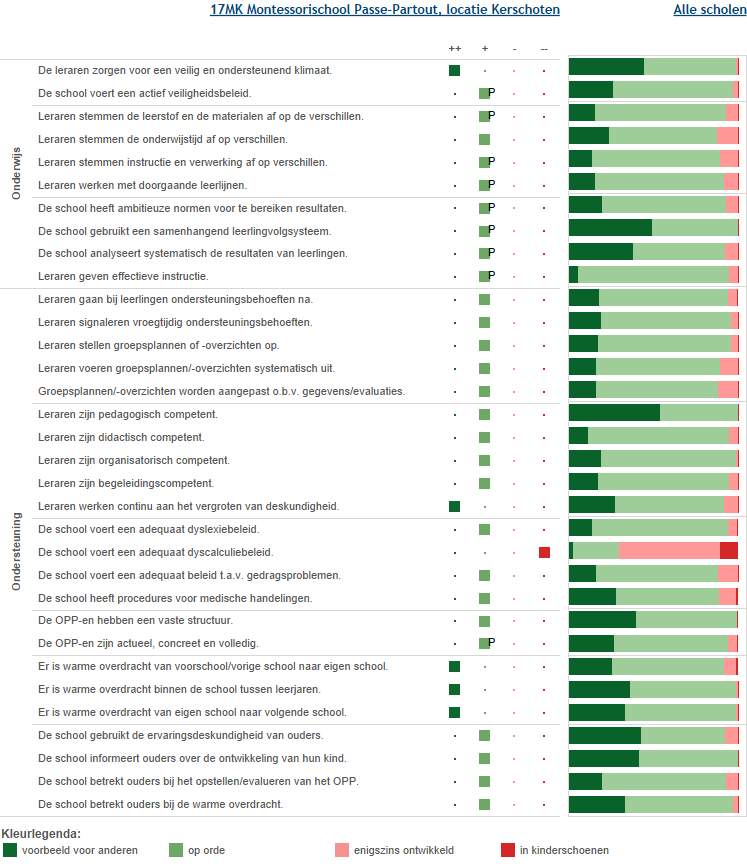 17MK Montessorischool Passe-Partout, locatie Kerschoten Alle scholen
++ + - --
Onderwijs
De leraren zorgen voor een veilig en ondersteunend klimaat.
De school voert een actief veiligheidsbeleid. P
Leraren stemmen de leerstof en de materialen af op de verschillen. P
Leraren stemmen de onderwijstijd af op verschillen.
Leraren stemmen instructie en verwerking af op verschillen. P
Leraren werken met doorgaande leerlijnen. P
De school heeft ambitieuze normen voor te bereiken resultaten. P
De school gebruikt een samenhangend leerlingvolgsysteem. P
De school analyseert systematisch de resultaten van leerlingen. P
Leraren geven effectieve instructie. P
Ondersteuning
Leraren gaan bij leerlingen ondersteuningsbehoeften na.
Leraren signaleren vroegtijdig ondersteuningsbehoeften.
Leraren stellen groepsplannen of -overzichten op.
Leraren voeren groepsplannen/-overzichten systematisch uit.
Groepsplannen/-overzichten worden aangepast o.b.v. gegevens/evaluaties.
Leraren zijn pedagogisch competent.
Leraren zijn didactisch competent.
Leraren zijn organisatorisch competent.
Leraren zijn begeleidingscompetent.
Leraren werken continu aan het vergroten van deskundigheid.
De school voert een adequaat dyslexiebeleid.
De school voert een adequaat dyscalculiebeleid.
De school voert een adequaat beleid t.a.v. gedragsproblemen.
De school heeft procedures voor medische handelingen.
De OPP-en hebben een vaste structuur.
De OPP-en zijn actueel, concreet en volledig. P
Er is warme overdracht van voorschool/vorige school naar eigen school.
Er is warme overdracht binnen de school tussen leerjaren.
Er is warme overdracht van eigen school naar volgende school.
De school gebruikt de ervaringsdeskundigheid van ouders.
De school informeert ouders over de ontwikkeling van hun kind.
De school betrekt ouders bij het opstellen/evalueren van het OPP.
De school betrekt ouders bij de warme overdracht.
Kleurlegenda:
voorbeeld voor anderen op orde enigszins ontwikkeld in kinderschoenen